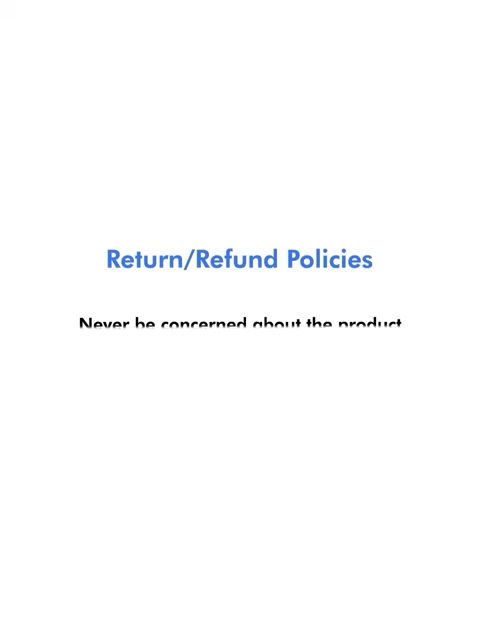 Return/Refund Policies
Never be concerned about the product